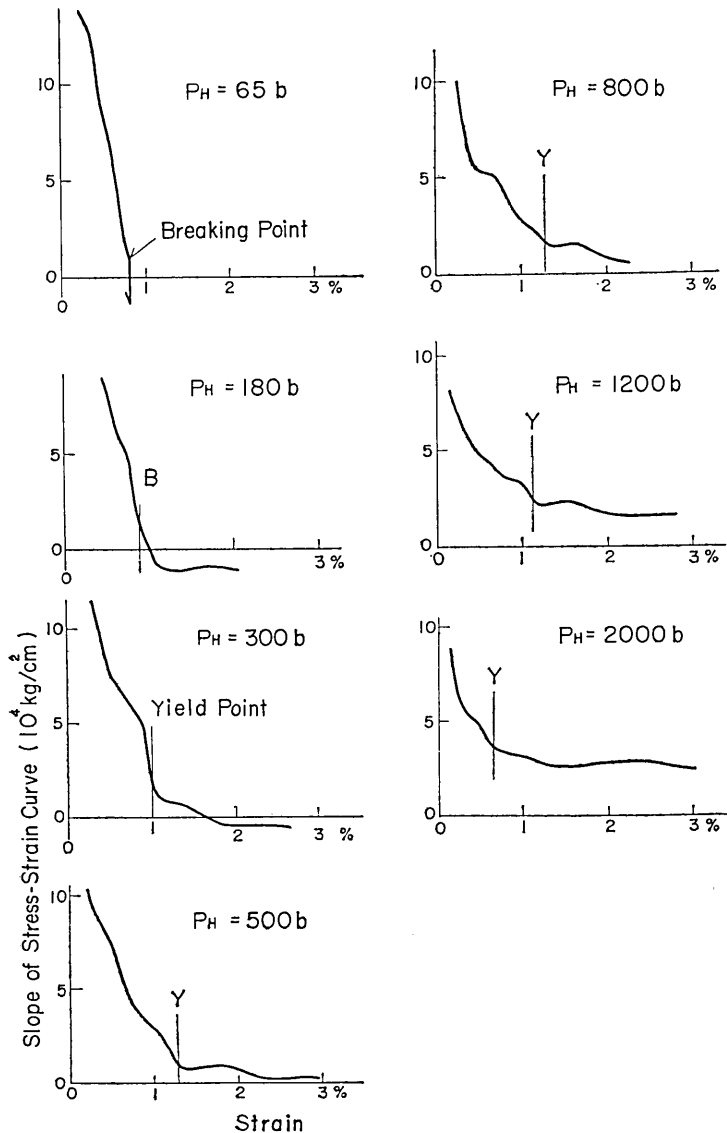 10
5
0
0
1
2
3 %
PH = 65 b
Breaking Point
5
0
0
3 %
PH = 180 b
B
10
5
0
0
1
2
3 %
PH = 300 b
Yield Point
10
5
0
0
1
2
3 %
PH = 500 b
Y
Slope of Stress-Strain Curve (10⁴ kg/cm²)
Strain
10
5
0
0
1
2
3 %
PH = 800 b
Y
10
5
0
0
1
2
3 %
PH = 1200 b
Y
10
5
0
0
1
2
3 %
PH = 2000 b
Y